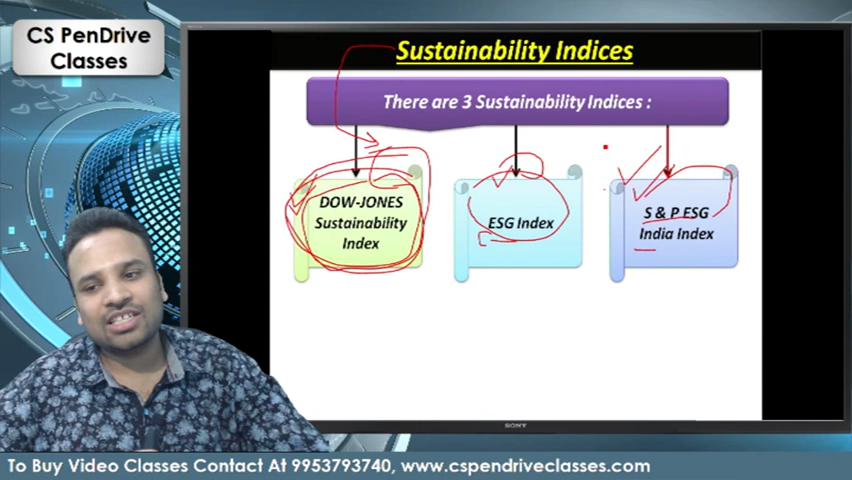 CS PenDrive
Classes
Sustainability Indices
There are 3 Sustainability Indices :
DOW-JONES
Sustainability
Index
ESG Index
S & P ESG
India Index
SONY
To Buy Video Classes Contact At 9953793740, www.cspendriveclasses.com